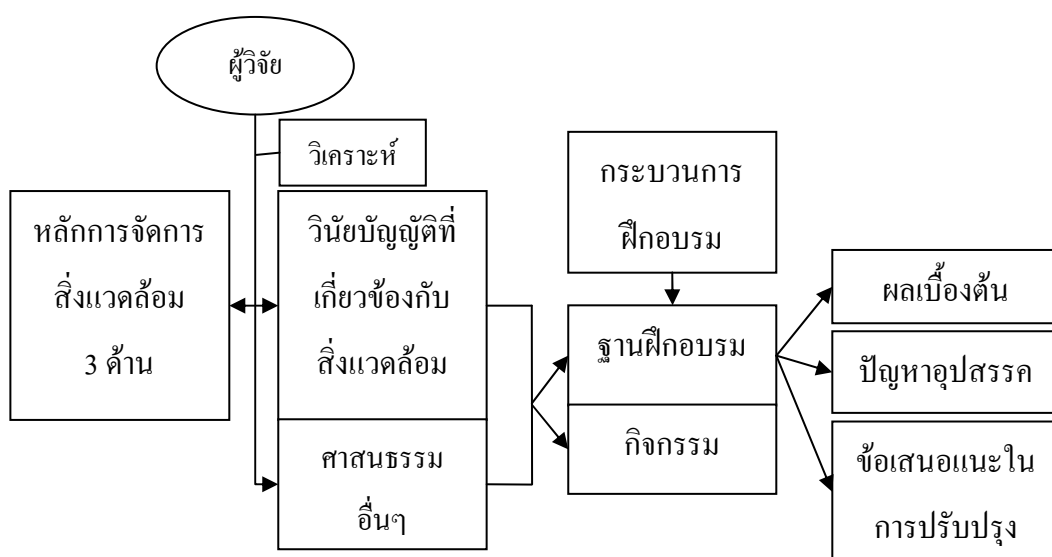 ผู้วิจัย
วิเคราะห์
หลักการจัดการ
สิ่งแวดล้อม
3 ด้าน
วินัยบัญญัติที่
เกี่ยวข้องกับ
สิ่งแวดล้อม
ศาสนธรรม
อื่นๆ
กระบวนการ
ฝึกอบรม
ฐานฝึกอบรม
กิจกรรม
ผลเบื้องต้น
ปัญหาอุปสรรค
ข้อเสนอแนะใน
การปรับปรุง